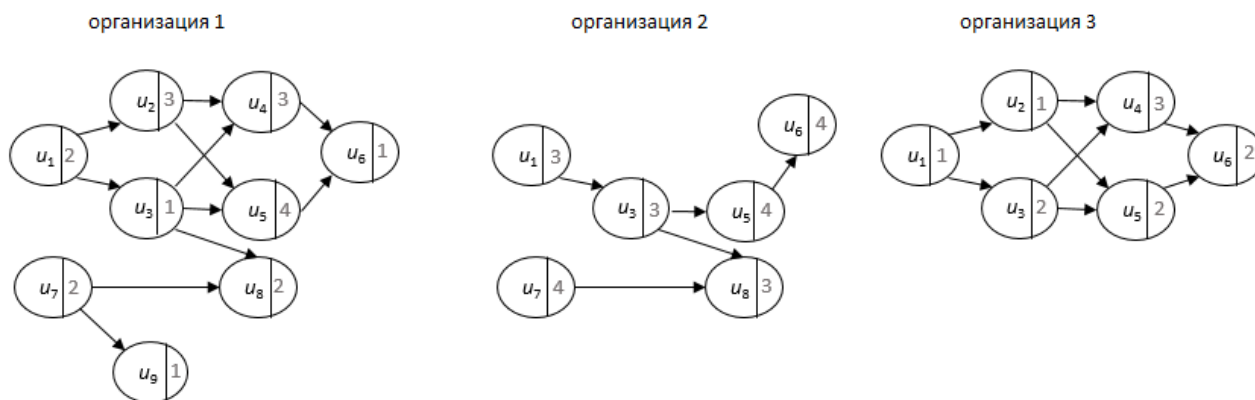 организация 1
организация 2
организация 3
u2 3
u4 3
u1 2
u6 1
u3 1
u5 4
u7 2
u8 2
u9 1
u6 4
u1 3
u3 3
u5 4
u7 4
u8 3
u2 1
u4 3
u1 1
u6 2
u3 2
u5 2